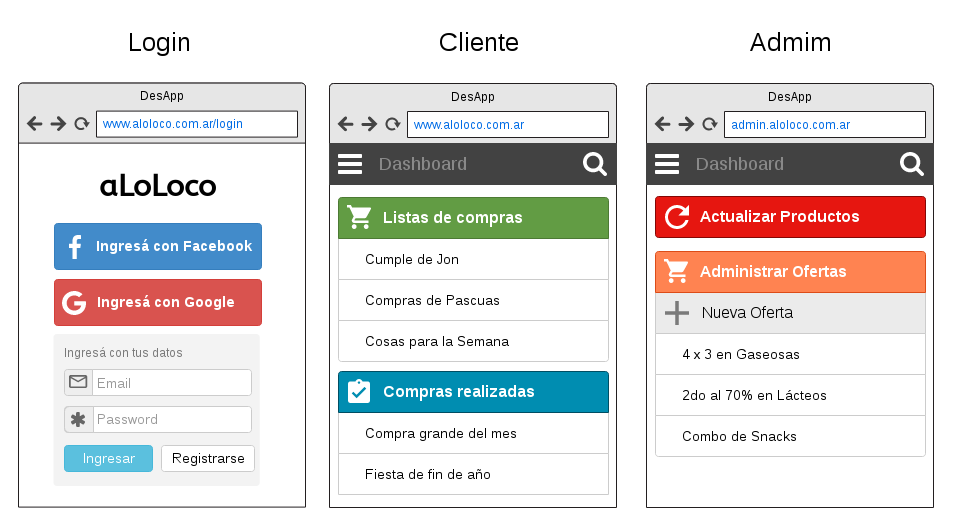 Login
DesApp
www.aloloco.com.ar/login
aLoLoco
Ingresá con Facebook
Ingresá con Google
Ingresá con tus datos
Email
Password
Ingresar
Registrarse
Cliente
DesApp
www.aloloco.com.ar
Dashboard
Listas de compras
Cumple de Jon
Compras de Pascuas
Cosas para la Semana
Compras realizadas
Compra grande del mes
Fiesta de fin de año
Admim
DesApp
admin.aloloco.com.ar
Dashboard
Actualizar Productos
Administrar Ofertas
Nueva Oferta
4 x 3 en Gaseosas
2do al 70% en Lácteos
Combo de Snacks